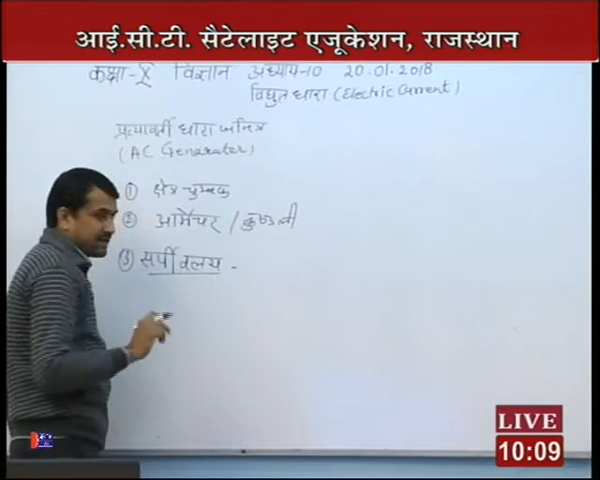 आई.सी.टी. सैटेलाइट एजूकेशन, राजस्थान
कक्षा-X विज्ञान अध्याय-10 20.01.2018
विद्युत धारा (Electric Current)
प्रत्यावर्ती धारा जनित्र
(AC Generator)
① क्षेत्र चुम्बक
② आर्मेचर / कुण्डली
③ सर्पी वलय -
LIVE
10:09